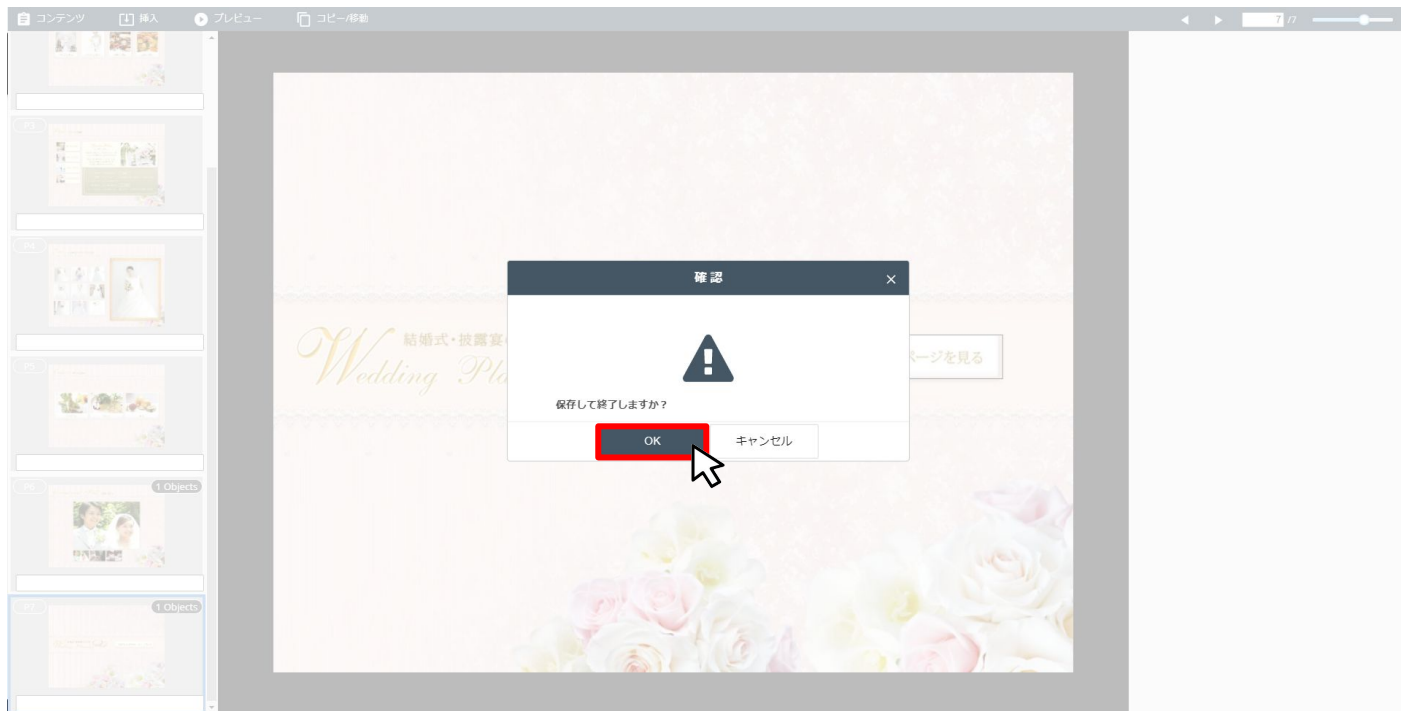 コンテンツ
挿入
プレビュー
コピー/移動
7 /7
P3
P4
P5
P6
1 Objects
P7
1 Objects
結婚式・披露宴
Wedding
ページを見る
確認
保存して終了しますか？
OK
キャンセル